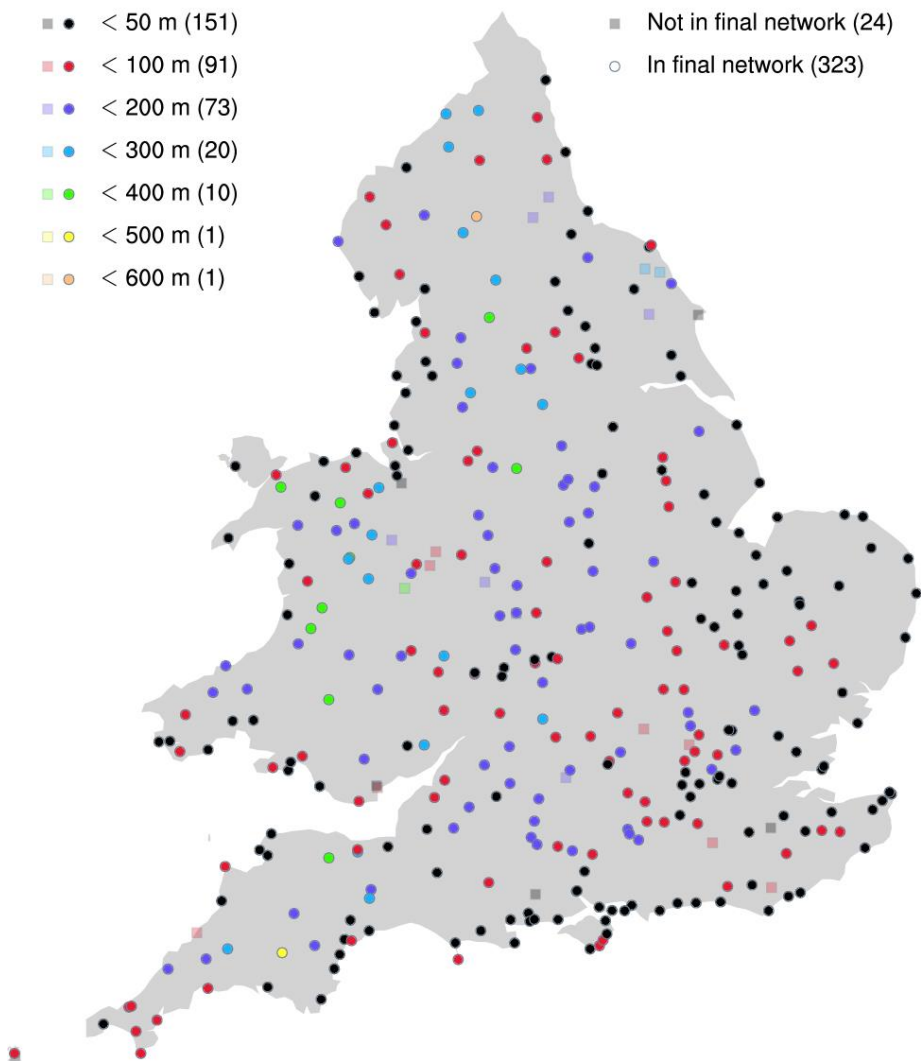 < 50 m (151)
< 100 m (91)
< 200 m (73)
< 300 m (20)
< 400 m (10)
< 500 m (1)
< 600 m (1)
Not in final network (24)
In final network (323)